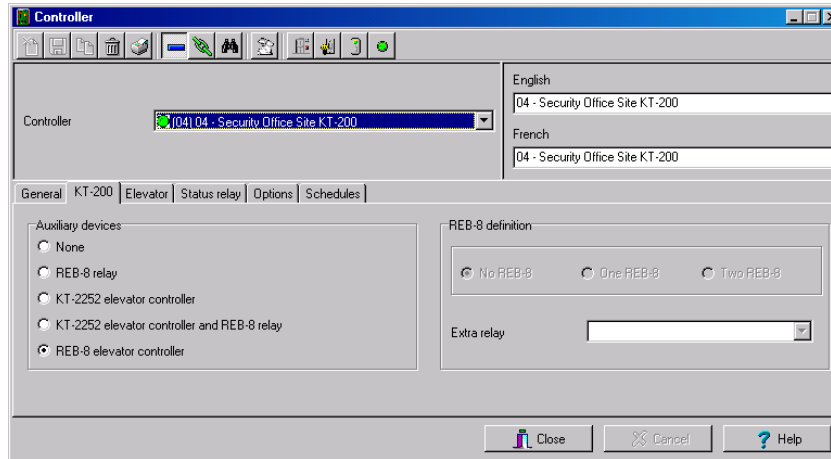 Controller
English
04 - Security Office Site KT-200
Controller
(04) 04 - Security Office Site KT-200
French
04 - Security Office Site KT-200
General KT-200 Elevator Status relay Options Schedules
Auxiliary devices
None
REB-8 relay
KT-2252 elevator controller
KT-2252 elevator controller and REB-8 relay
REB-8 elevator controller
REB-8 definition
No REB-8 One REB-8 Two REB-8
Extra relay
Close Cancel Help